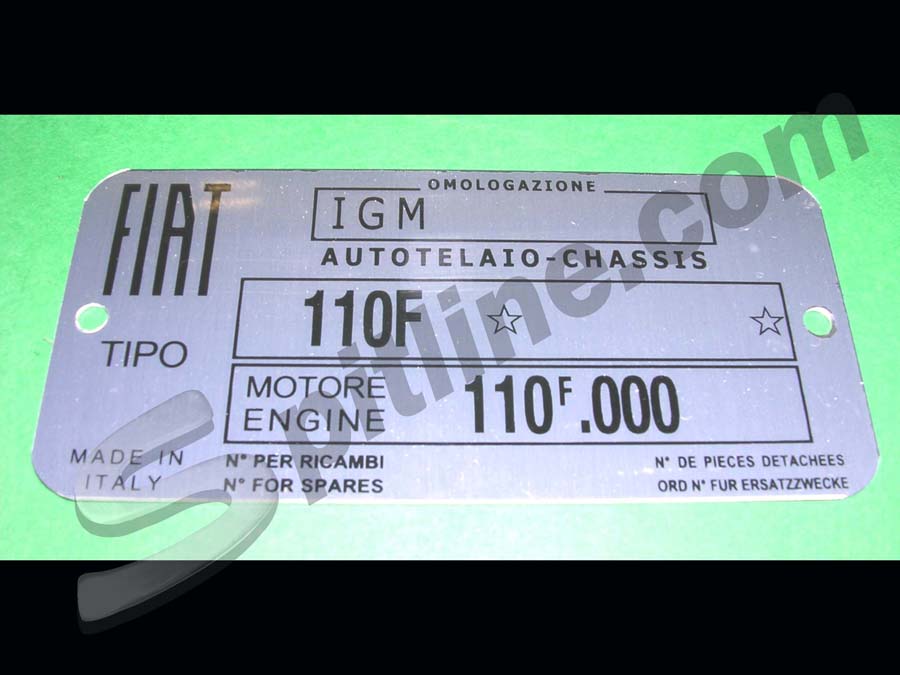 FIAT
OMOLOGAZIONE
IGM
AUTOTELAIO-CHASSIS
TIPO
110F ☆ ☆
MOTORE
ENGINE
110F.000
MADE IN
ITALY
N° PER RICAMBI
N° FOR SPARES
N° DE PIECES DETACHEES
ORD N° FUR ERSATZZWECKE
Spitline.com